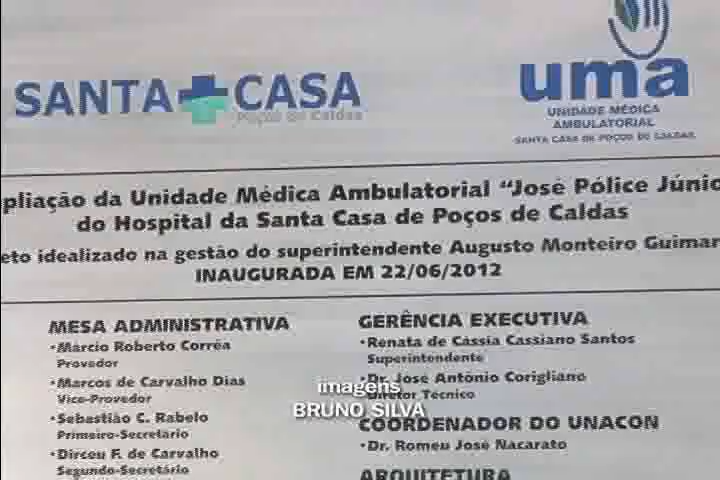 SANTA CASA
Poços de Caldas
uma
UNIDADE MÉDICA
AMBULATORIAL
SANTA CASA DE POÇOS DE CALDAS
pliação da Unidade Médica Ambulatorial "José Pólice Júnio
do Hospital da Santa Casa de Poços de Caldas
eto idealizado na gestão do superintendente Augusto Monteiro Guimar
INAUGURADA EM 22/06/2012
MESA ADMINISTRATIVA
•Marcio Roberto Corrêa
Provedor
•Marcos de Carvalho Dias
Vice-Provedor
•Sebastião C. Rabelo
Primeiro-Secretário
•Dirceu F. de Carvalho
Segundo-Secretário
GERÊNCIA EXECUTIVA
•Renata de Cássia Cassiano Santos
Superintendente
•Dr. José Antônio Corigliano
Diretor Técnico
COORDENADOR DO UNACON
•Dr. Romeu José Nacarato
ARQUITETURA
imagens
BRUNO SILVA